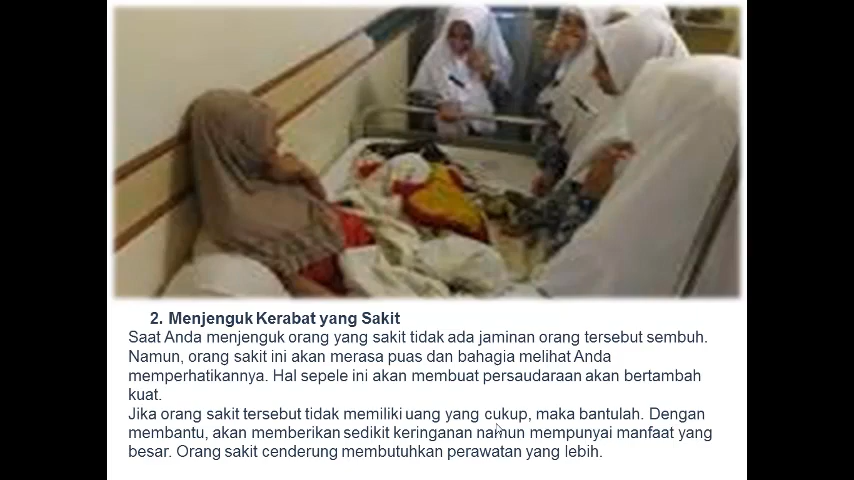 2. Menjenguk Kerabat yang Sakit
Saat Anda menjenguk orang yang sakit tidak ada jaminan orang tersebut sembuh.
Namun, orang sakit ini akan merasa puas dan bahagia melihat Anda
memperhatikannya. Hal sepele ini akan membuat persaudaraan akan bertambah
kuat.
Jika orang sakit tersebut tidak memiliki uang yang cukup, maka bantulah. Dengan
membantu, akan memberikan sedikit keringanan namun mempunyai manfaat yang
besar. Orang sakit cenderung membutuhkan perawatan yang lebih.